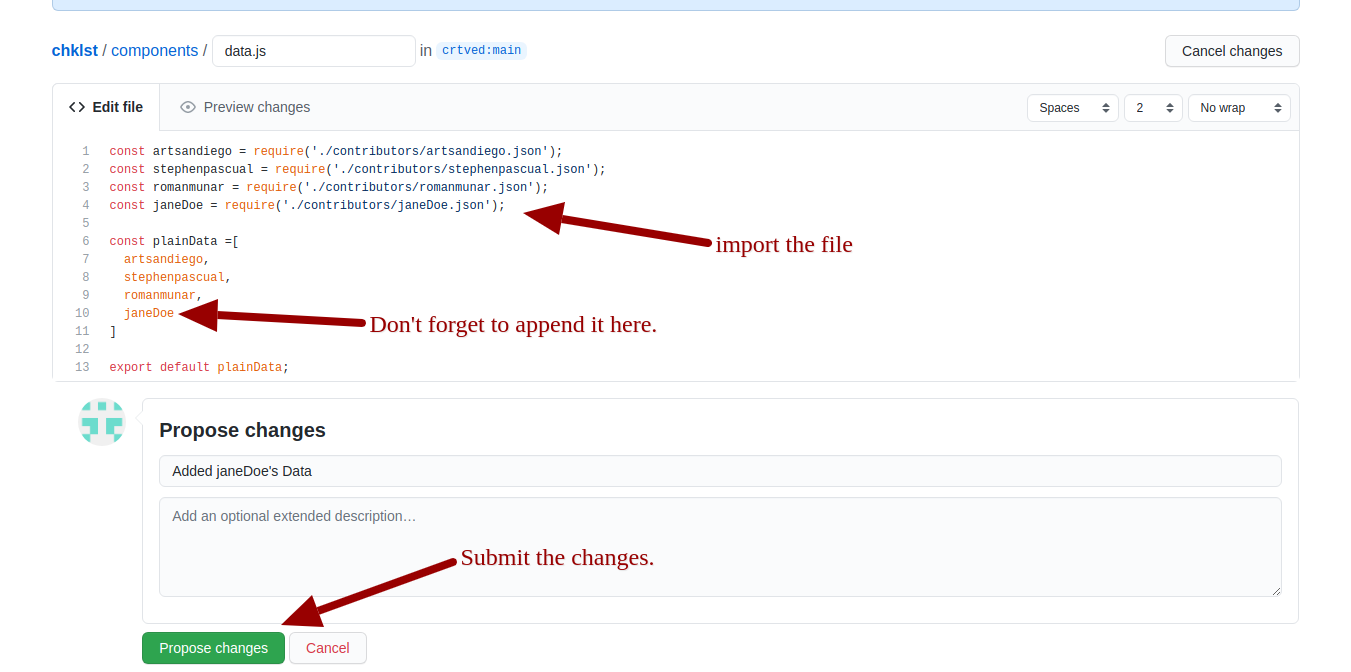 chklst / components / data.js in crtved:main Cancel changes
Edit file Preview changes Spaces 2 No wrap
1 const artsandiego = require('./contributors/artsandiego.json');
2 const stephenpascual = require('./contributors/stephenpascual.json');
3 const romanmunar = require('./contributors/romanmunar.json');
4 const janeDoe = require('./contributors/janeDoe.json');
5
import the file
6 const plainData =[
7 artsandiego,
8 stephenpascual,
9 romanmunar,
10 janeDoe
Don't forget to append it here.
11 ]
12
13 export default plainData;
Propose changes
Added janeDoe's Data
Add an optional extended description…
Submit the changes.
Propose changes Cancel